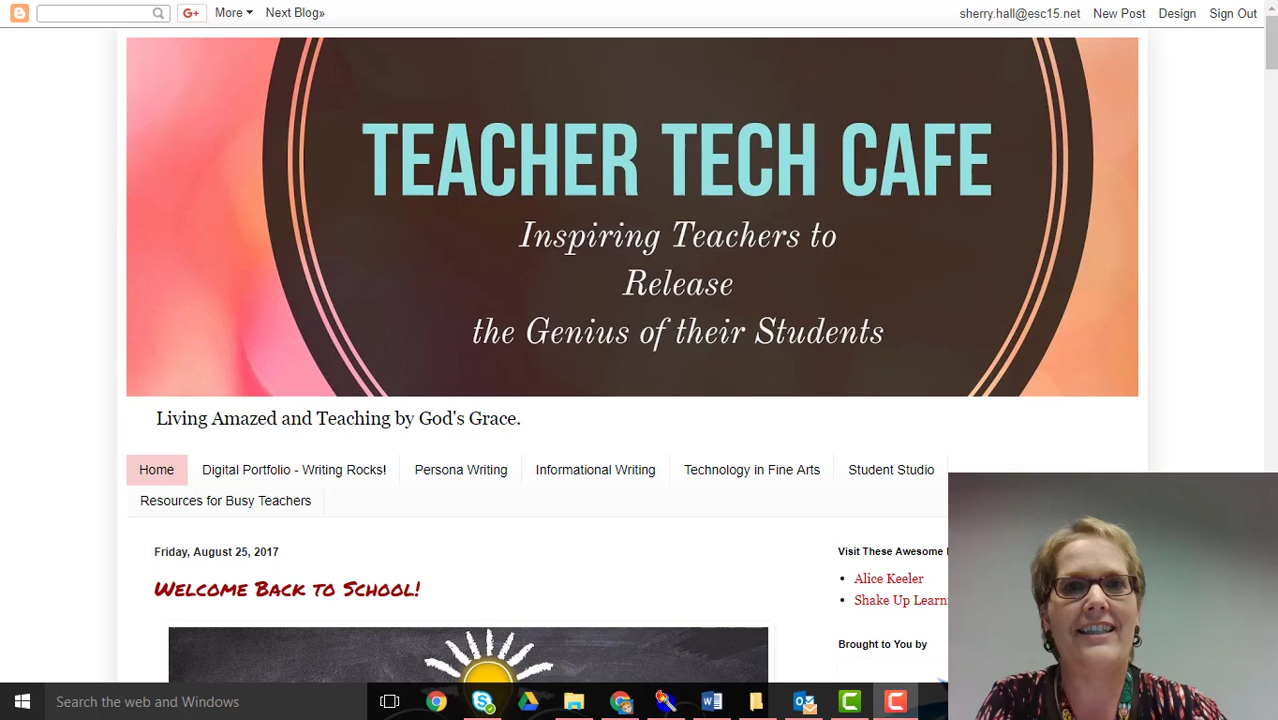 More Next Blog» sherry.hall@esc15.net New Post Design Sign Out
TEACHER TECH CAFE
Inspiring Teachers to
Release
the Genius of their Students
Living Amazed and Teaching by God's Grace.
Home Digital Portfolio - Writing Rocks! Persona Writing Informational Writing Technology in Fine Arts Student Studio
Resources for Busy Teachers
Friday, August 25, 2017
Welcome Back to School!
Visit These Awesome
Alice Keeler
Shake Up Learn
Brought to You by
Search the web and Windows